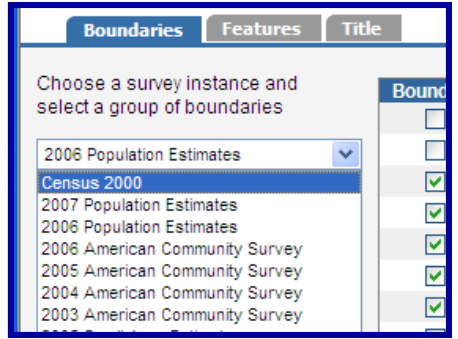 Boundaries Features Title
Choose a survey instance and
select a group of boundaries
Bound
2006 Population Estimates
Census 2000
2007 Population Estimates
2006 Population Estimates
2006 American Community Survey
2005 American Community Survey
2004 American Community Survey
2003 American Community Survey